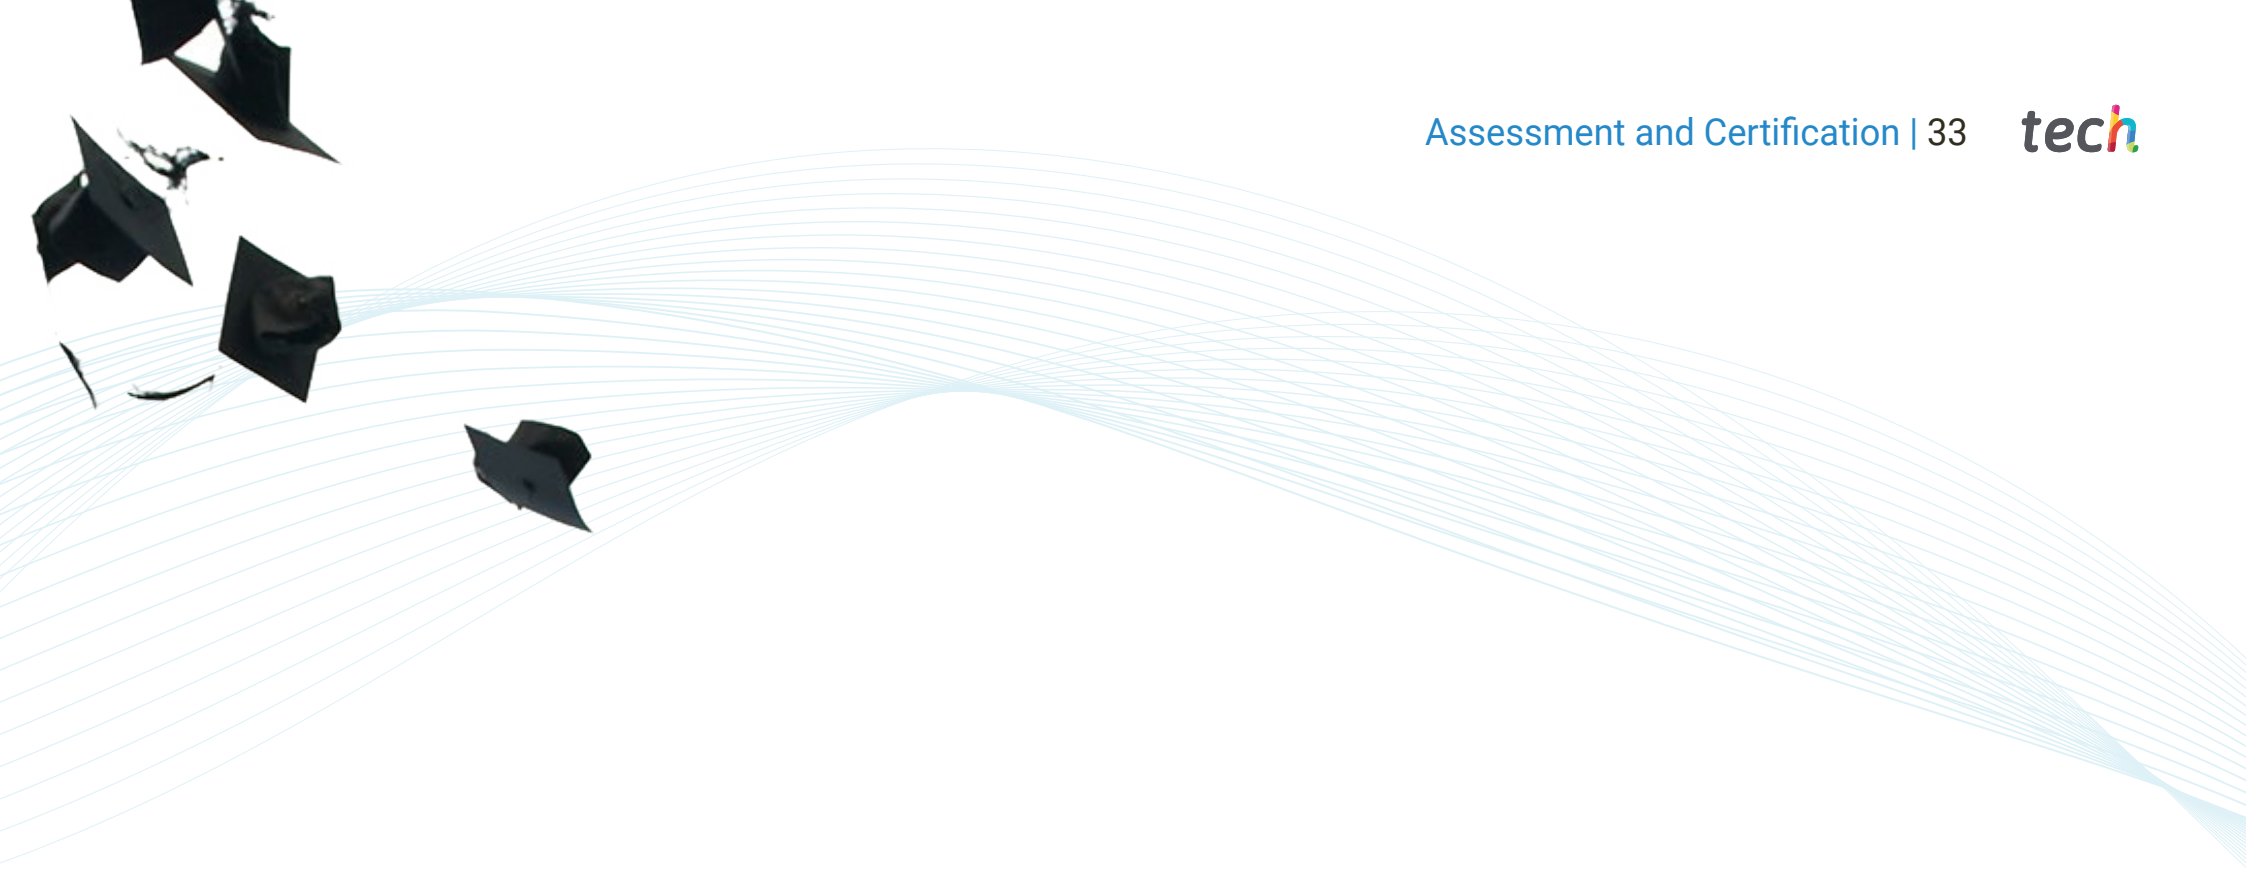 Assessment and Certification | 33 tech